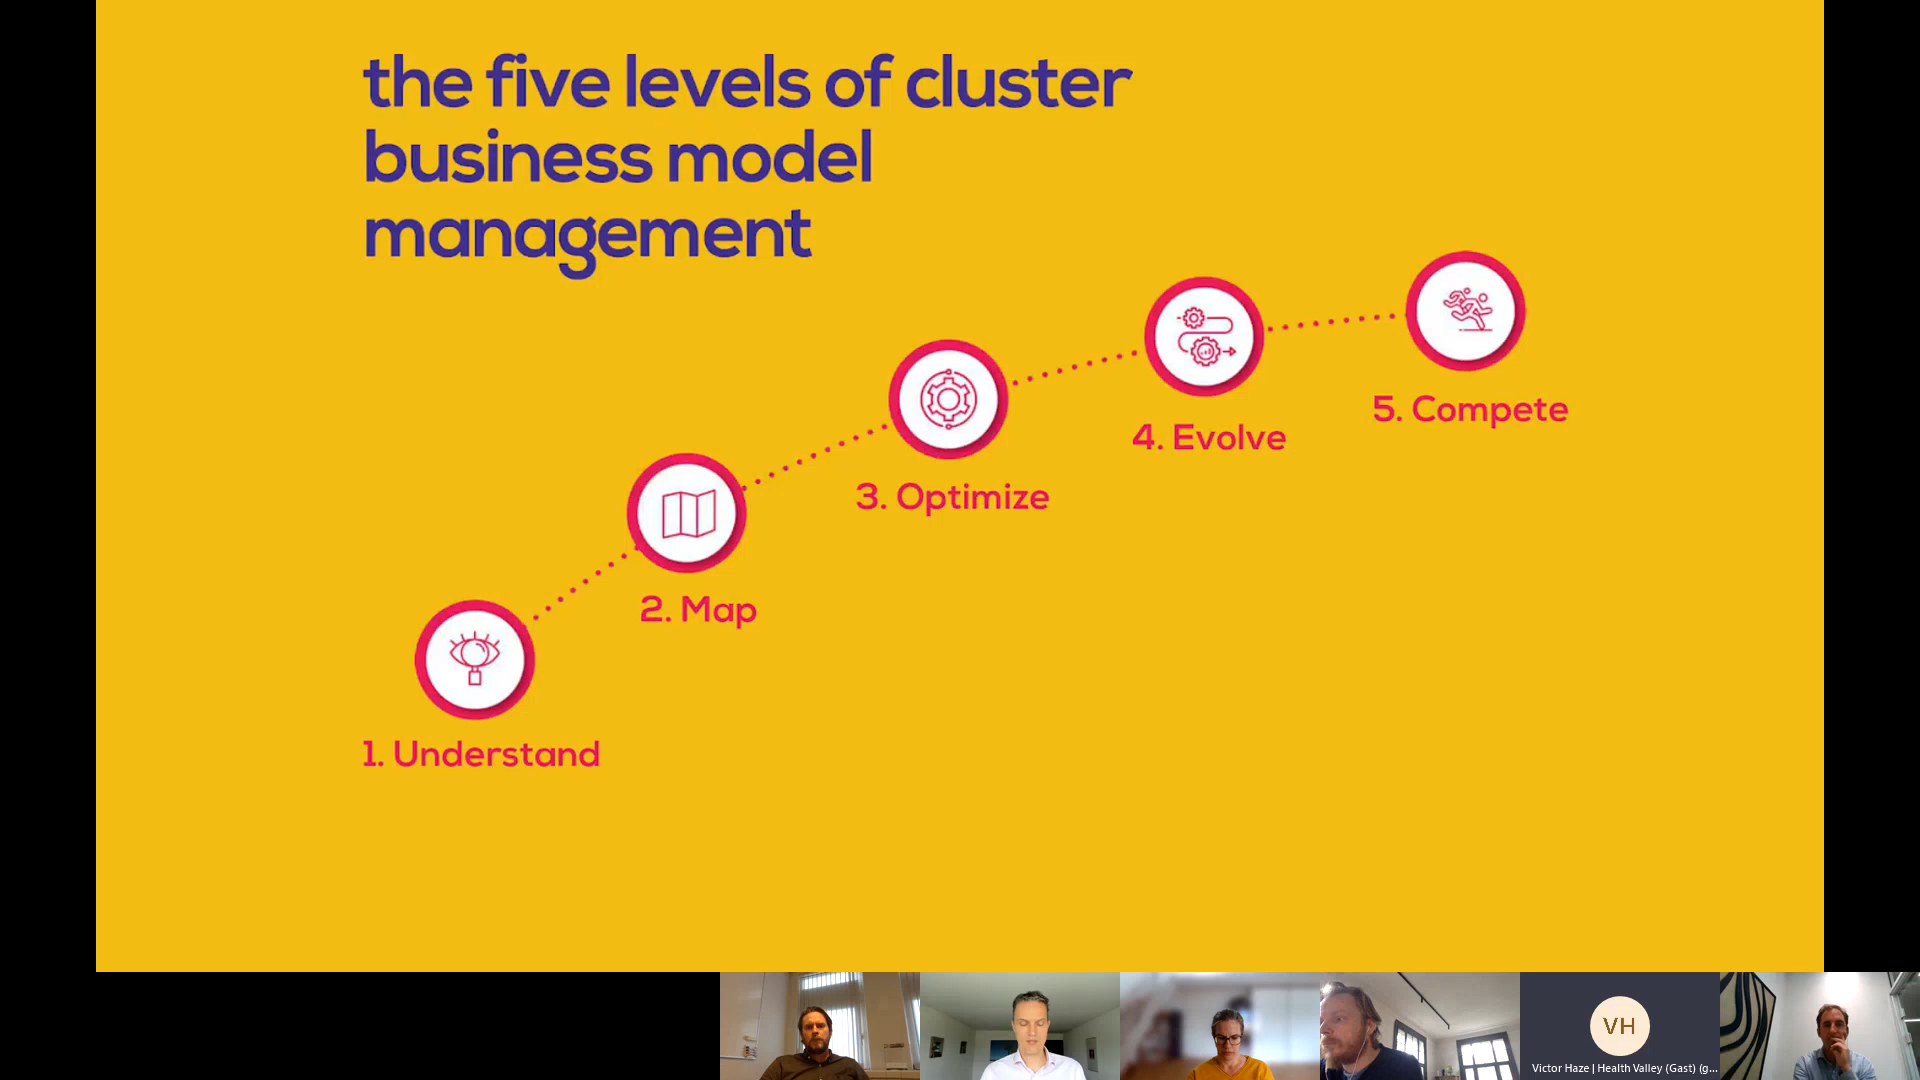 the five levels of cluster
business model
management
5. Compete
4. Evolve
3. Optimize
2. Map
1. Understand
VH
Victor Haze | Health Valley (Gast) (g...